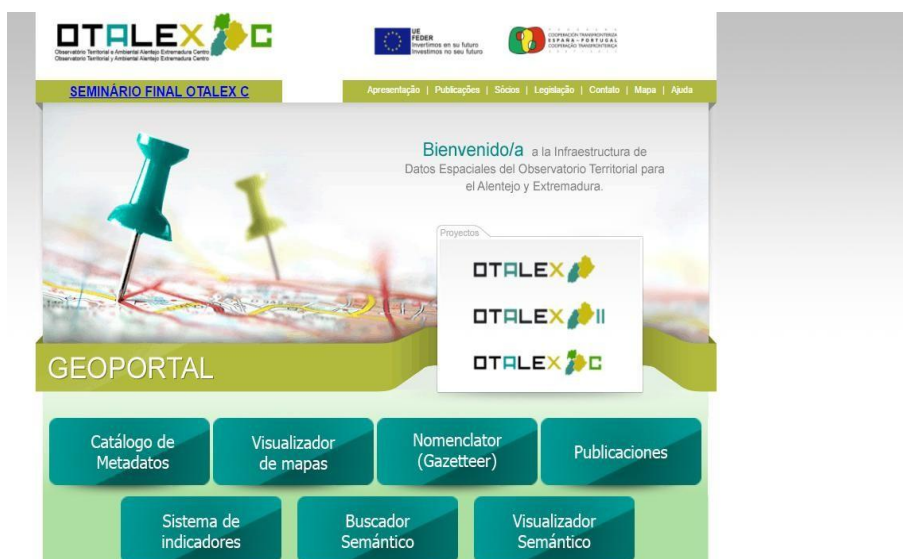 OTALEX C
Observatório Territorial e Ambiental Alentejo Extremadura Centro
Observatorio Territorial y Ambiental Alentejo Extremadura Centro
UE
FEDER
Invertimos en su futuro
Investimos no seu futuro
COOPERACIÓN TRANSFRONTERIZA
ESPAÑA - PORTUGAL
COOPERAÇÃO TRANSFRONTEIRIÇA
SEMINÁRIO FINAL OTALEX C
Apresentação | Publicações | Sócios | Legislação | Contato | Mapa | Ajuda
Bienvenido/a a la Infraestructura de
Datos Espaciales del Observatorio Territorial para
el Alentejo y Extremadura.
Proyectos
OTALEX
OTALEX II
OTALEX C
GEOPORTAL
Catálogo de
Metadatos
Visualizador
de mapas
Nomenclator
(Gazetteer)
Publicaciones
Sistema de
indicadores
Buscador
Semántico
Visualizador
Semántico